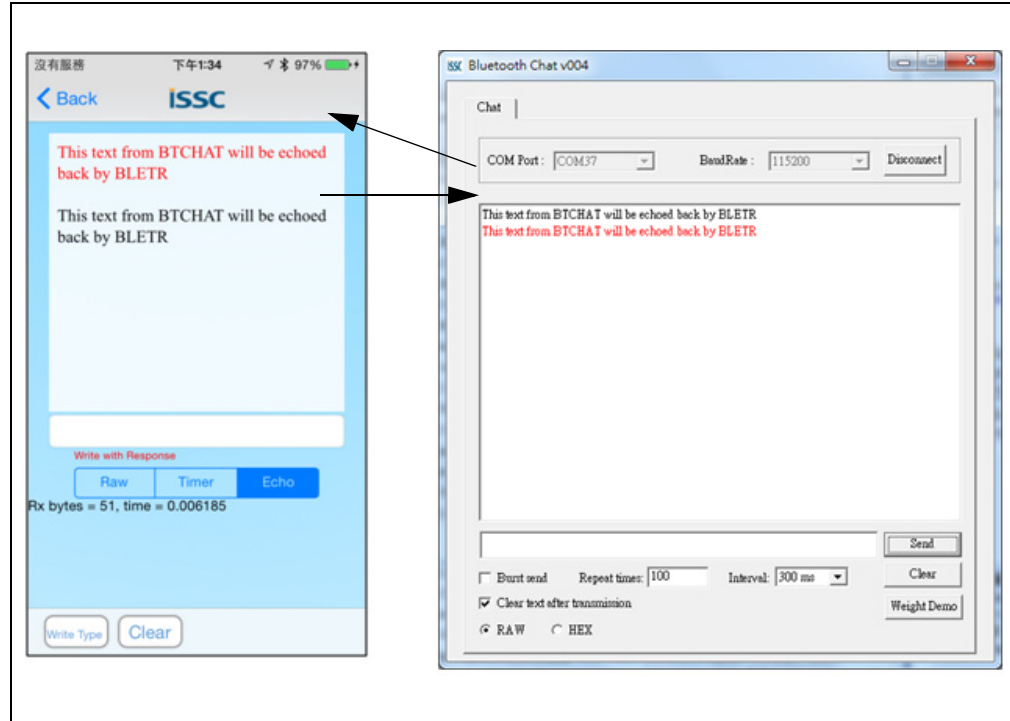 沒有服務 下午1:34 97%
Back
ISSC
This text from BTCHAT will be echoed
back by BLETR
This text from BTCHAT will be echoed
back by BLETR
Write with Response
Raw Timer Echo
Rx bytes = 51, time = 0.006185
Write Type Clear
ISSC Bluetooth Chat v004
Chat
COM Port : COM37 BaudRate : 115200 Disconnect
This text from BTCHAT will be echoed back by BLETR
This text from BTCHAT will be echoed back by BLETR
Send
Burst send Repeat times: 100 Interval: 300 ms Clear
Clear text after transmission Weight Demo
RAW HEX